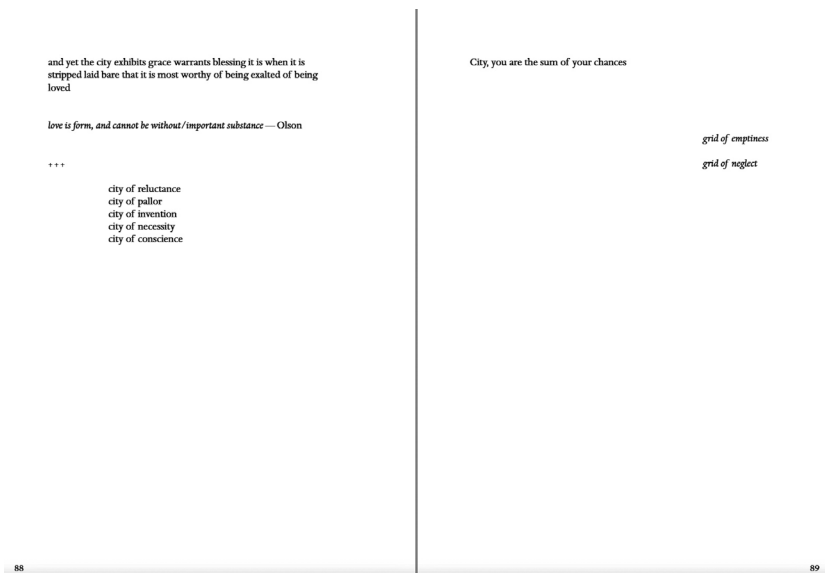 and yet the city exhibits grace warrants blessing it is when it is
stripped laid bare that it is most worthy of being exalted of being
loved
love is form, and cannot be without/important substance — Olson
+++
city of reluctance
city of pallor
city of invention
city of necessity
city of conscience
88
City, you are the sum of your chances
grid of emptiness
grid of neglect
89